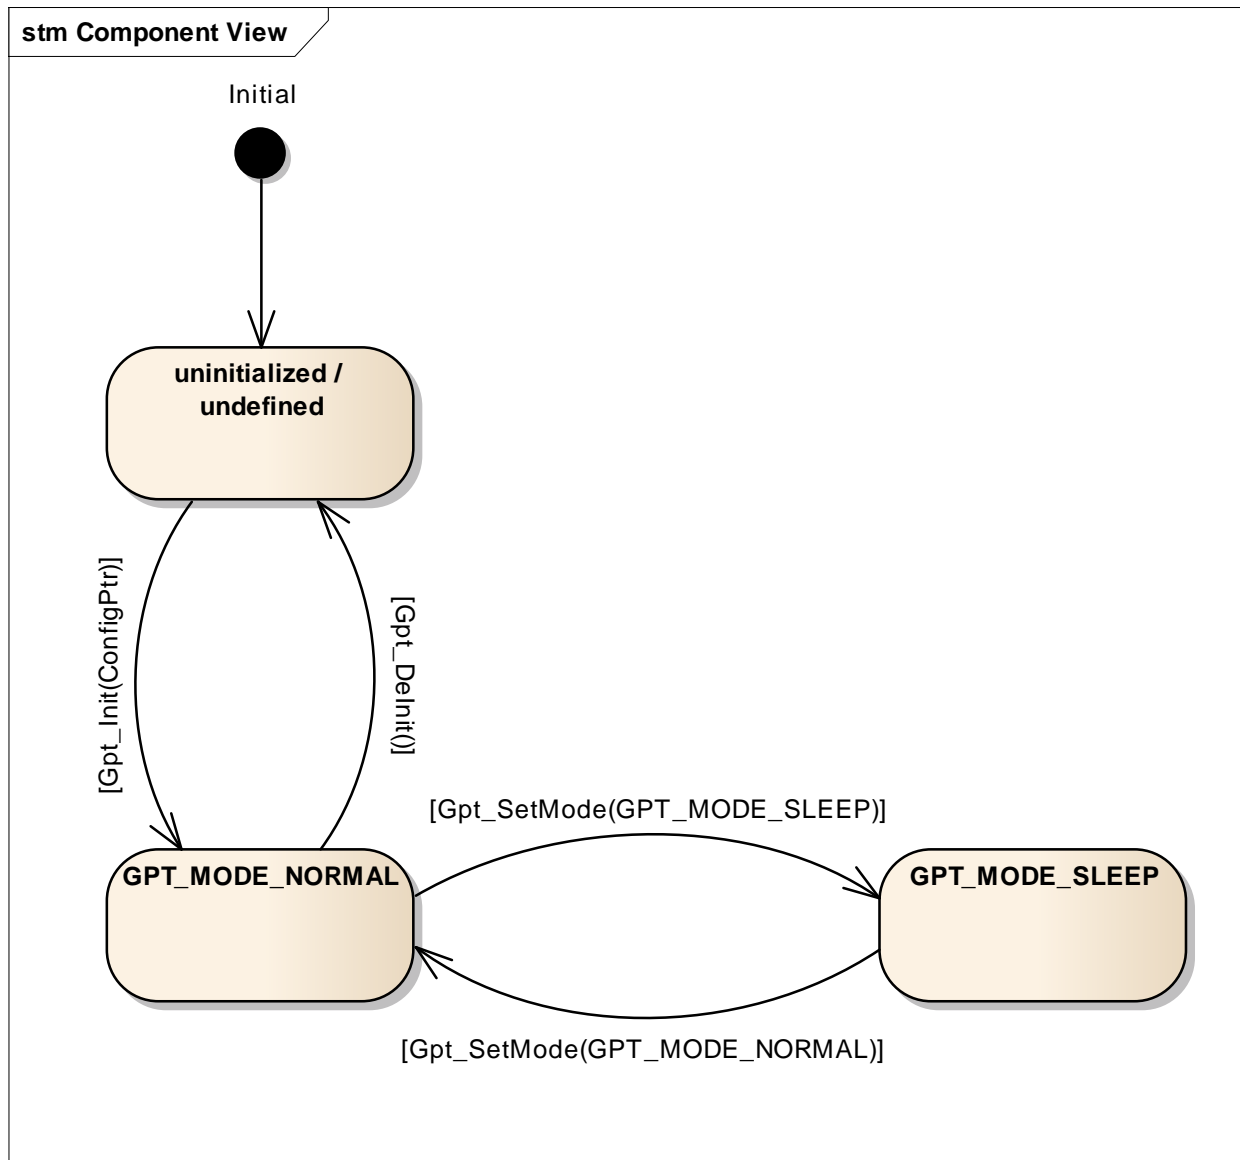 stm Component View
Initial
uninitialized /
undefined
[Gpt_Init(ConfigPtr)]
[Gpt_DeInit()]
[Gpt_SetMode(GPT_MODE_SLEEP)]
GPT_MODE_NORMAL
GPT_MODE_SLEEP
[Gpt_SetMode(GPT_MODE_NORMAL)]